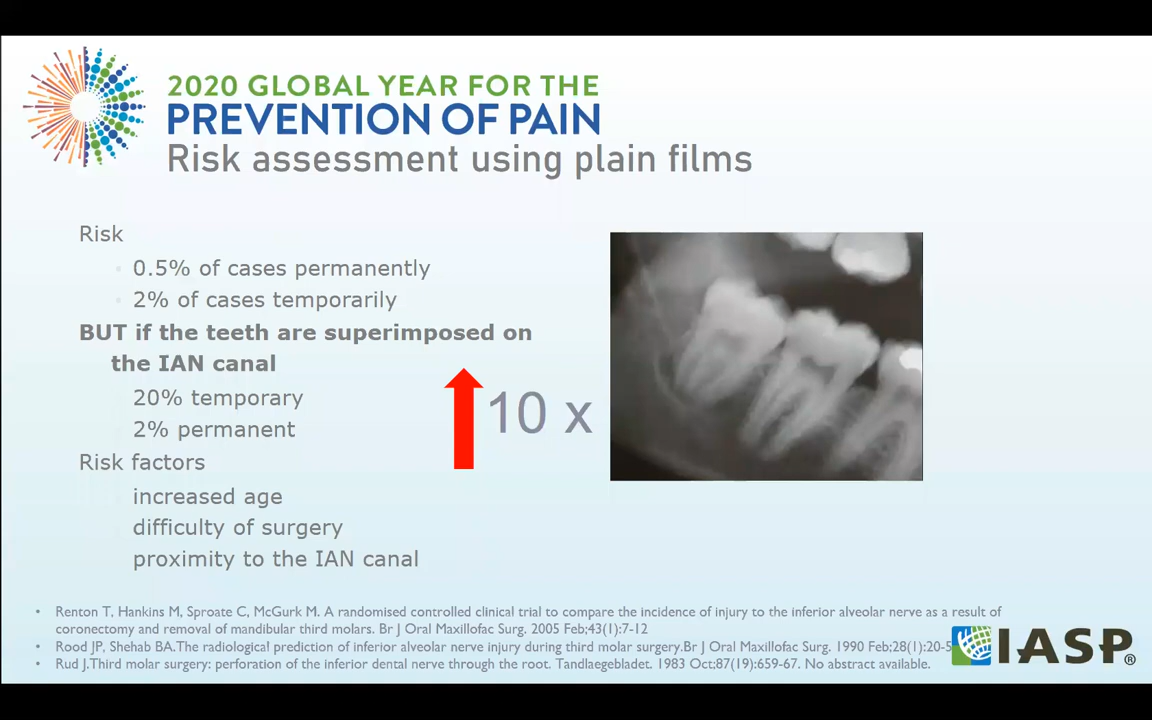 2020 GLOBAL YEAR FOR THE
PREVENTION OF PAIN
Risk assessment using plain films
Risk
0.5% of cases permanently
2% of cases temporarily
BUT if the teeth are superimposed on
the IAN canal
20% temporary
2% permanent
10 x
Risk factors
increased age
difficulty of surgery
proximity to the IAN canal
• Renton T, Hankins M, Sproate C, McGurk M. A randomised controlled clinical trial to compare the incidence of injury to the inferior alveolar nerve as a result of
coronectomy and removal of mandibular third molars. Br J Oral Maxillofac Surg. 2005 Feb;43(1):7-12
• Rood JP, Shehab BA.The radiological prediction of inferior alveolar nerve injury during third molar surgery.Br J Oral Maxillofac Surg. 1990 Feb;28(1):20-5
• Rud J.Third molar surgery: perforation of the inferior dental nerve through the root. Tandlaegebladet. 1983 Oct;87(19):659-67. No abstract available.
IASP®